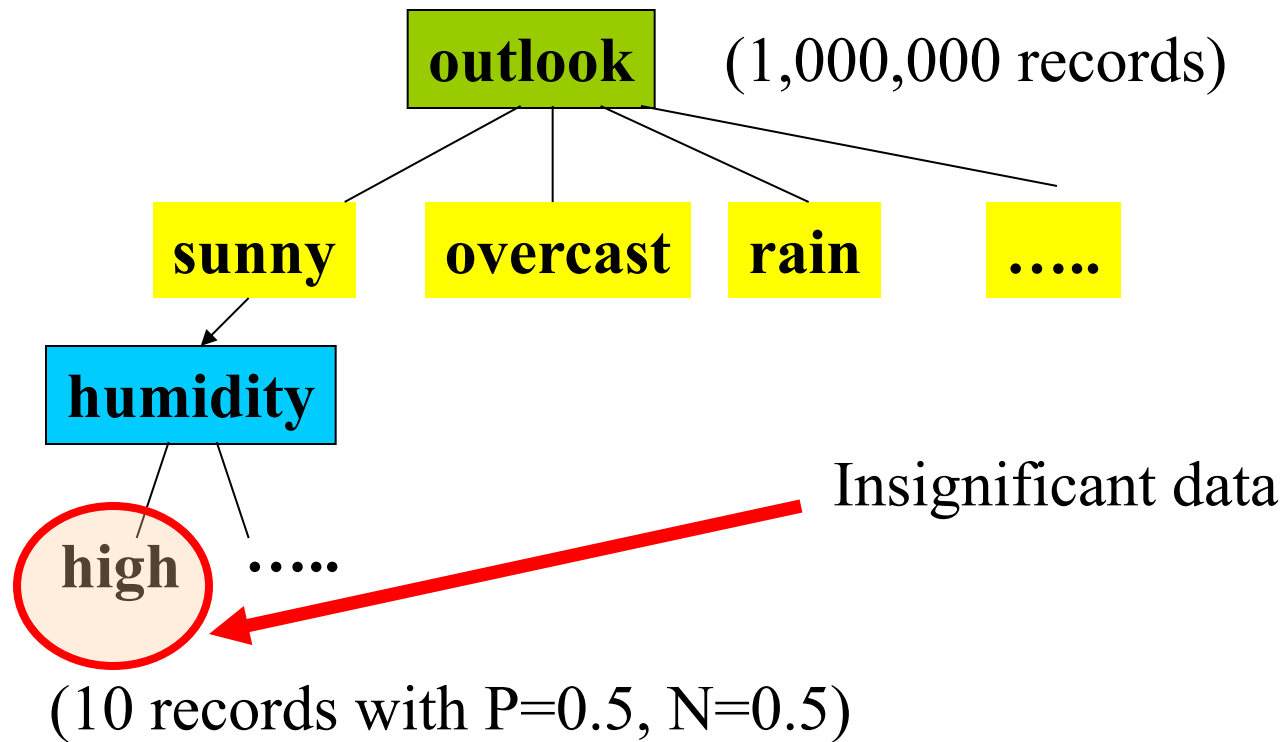 outlook (1,000,000 records)
sunny overcast rain .....
humidity
Insignificant data
high .....
(10 records with P=0.5, N=0.5)